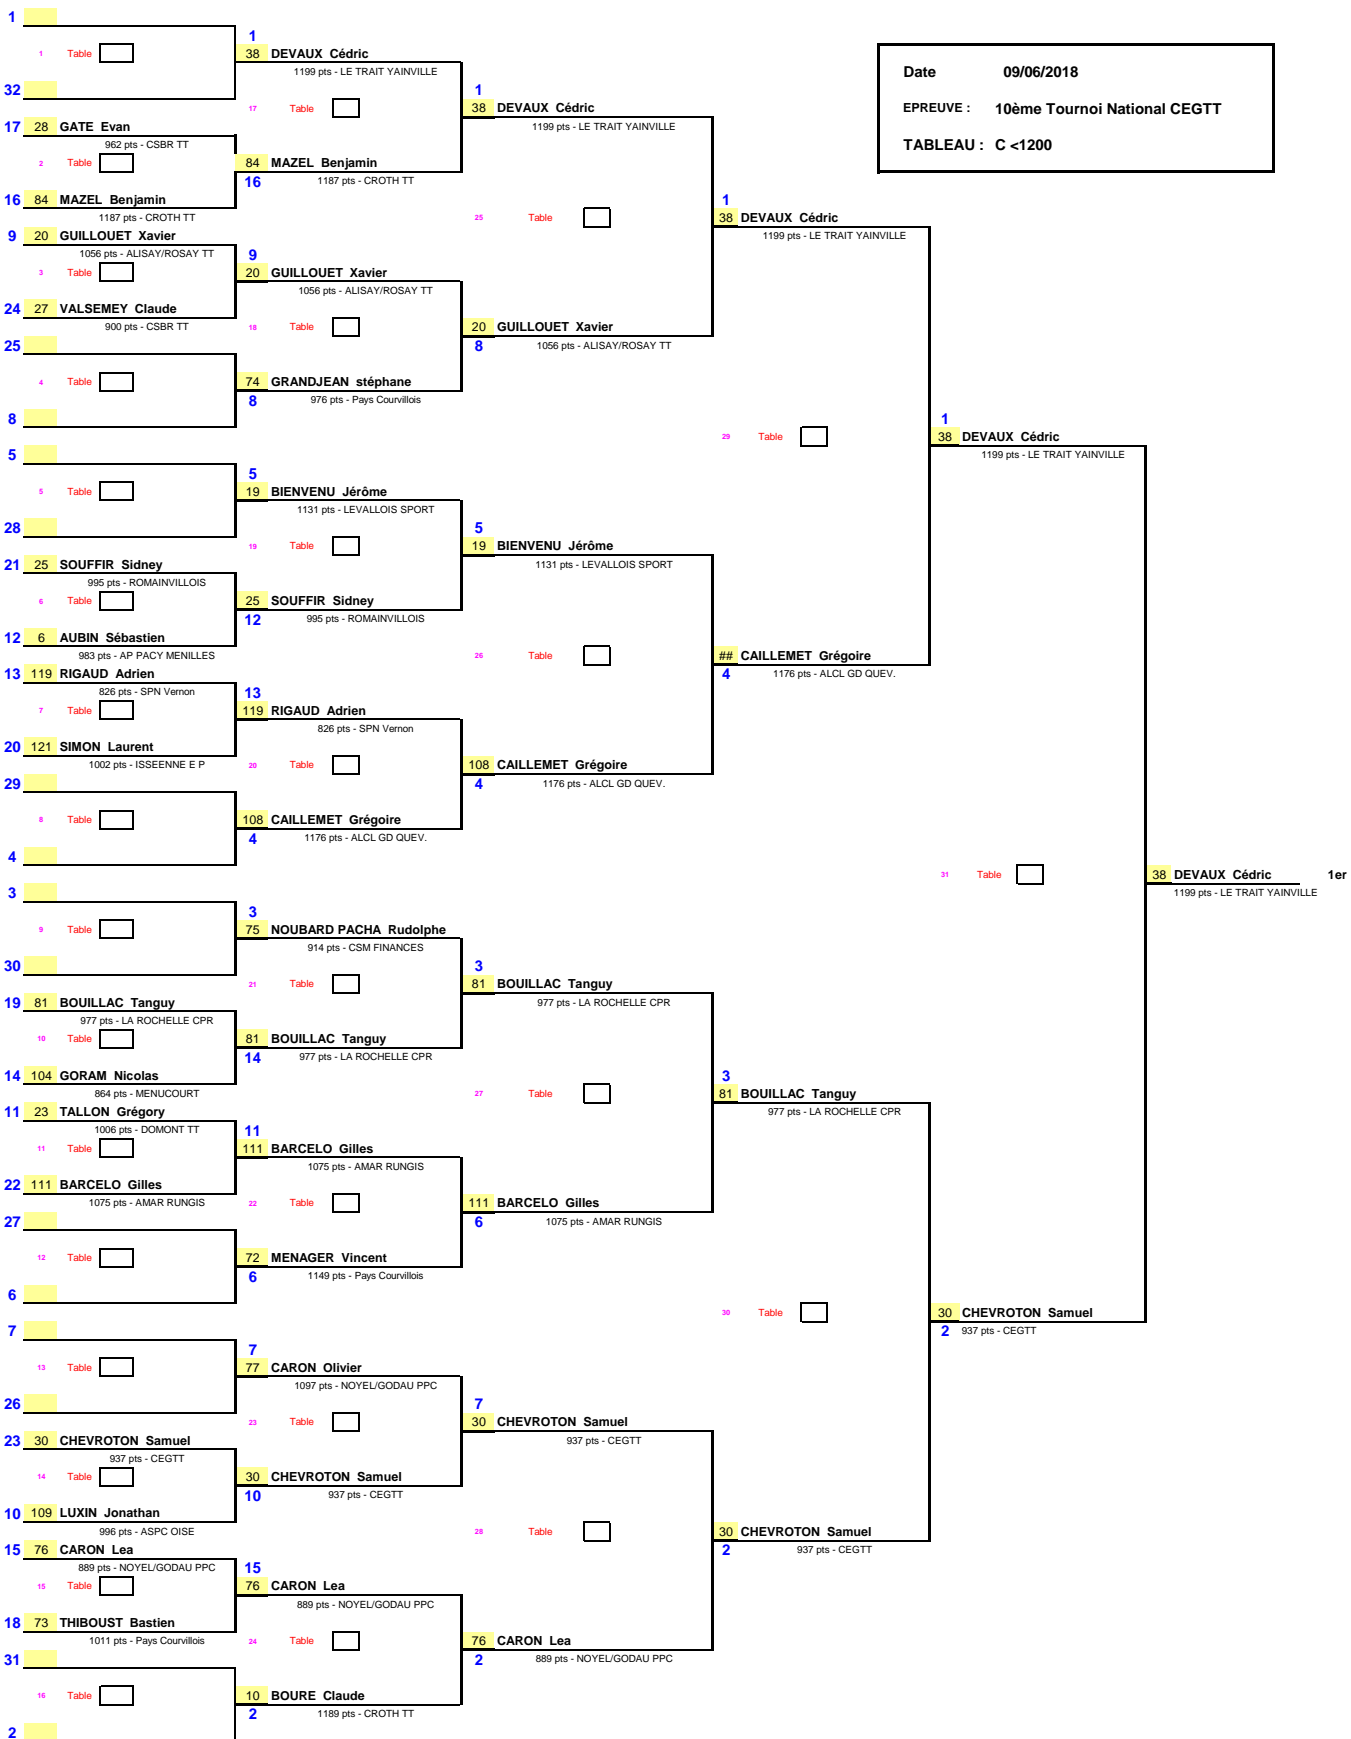 Date 09/06/2018
EPREUVE : 10ème Tournoi National CEGTT
TABLEAU : C <1200
1
1 Table
32
1
38 DEVAUX Cédric
1199 pts - LE TRAIT YAINVILLE
17 Table
17 28 GATE Evan
962 pts - CSBR TT
2 Table
16 84 MAZEL Benjamin
1187 pts - CROTH TT
84 MAZEL Benjamin
16 1187 pts - CROTH TT
1
38 DEVAUX Cédric
1199 pts - LE TRAIT YAINVILLE
25 Table
9 20 GUILLOUET Xavier
1056 pts - ALISAY/ROSAY TT
3 Table
24 27 VALSEMEY Claude
900 pts - CSBR TT
9
20 GUILLOUET Xavier
1056 pts - ALISAY/ROSAY TT
18 Table
25
4 Table
8
74 GRANDJEAN stéphane
8 976 pts - Pays Courvillois
20 GUILLOUET Xavier
8 1056 pts - ALISAY/ROSAY TT
1
38 DEVAUX Cédric
1199 pts - LE TRAIT YAINVILLE
29 Table
5
5 Table
28
5
19 BIENVENU Jérôme
1131 pts - LEVALLOIS SPORT
19 Table
21 25 SOUFFIR Sidney
995 pts - ROMAINVILLOIS
6 Table
12 6 AUBIN Sébastien
983 pts - AP PACY MENILLES
25 SOUFFIR Sidney
12 995 pts - ROMAINVILLOIS
5
19 BIENVENU Jérôme
1131 pts - LEVALLOIS SPORT
26 Table
13 119 RIGAUD Adrien
826 pts - SPN Vernon
7 Table
20 121 SIMON Laurent
1002 pts - ISSEENNE E P
13
119 RIGAUD Adrien
826 pts - SPN Vernon
20 Table
29
8 Table
4
108 CAILLEMET Grégoire
4 1176 pts - ALCL GD QUEV.
108 CAILLEMET Grégoire
4 1176 pts - ALCL GD QUEV.
## CAILLEMET Grégoire
4 1176 pts - ALCL GD QUEV.
1
38 DEVAUX Cédric
1199 pts - LE TRAIT YAINVILLE
31 Table
38 DEVAUX Cédric 1er
1199 pts - LE TRAIT YAINVILLE
3
9 Table
30
3
75 NOUBARD PACHA Rudolphe
914 pts - CSM FINANCES
21 Table
19 81 BOUILLAC Tanguy
977 pts - LA ROCHELLE CPR
10 Table
14 104 GORAM Nicolas
864 pts - MENUCOURT
81 BOUILLAC Tanguy
14 977 pts - LA ROCHELLE CPR
3
81 BOUILLAC Tanguy
977 pts - LA ROCHELLE CPR
27 Table
11 23 TALLON Grégory
1006 pts - DOMONT TT
11 Table
22 111 BARCELO Gilles
1075 pts - AMAR RUNGIS
11
111 BARCELO Gilles
1075 pts - AMAR RUNGIS
22 Table
27
12 Table
6
72 MENAGER Vincent
6 1149 pts - Pays Courvillois
111 BARCELO Gilles
6 1075 pts - AMAR RUNGIS
3
81 BOUILLAC Tanguy
977 pts - LA ROCHELLE CPR
30 Table
7
13 Table
26
7
77 CARON Olivier
1097 pts - NOYEL/GODAU PPC
23 Table
23 30 CHEVROTON Samuel
937 pts - CEGTT
14 Table
10 109 LUXIN Jonathan
996 pts - ASPC OISE
30 CHEVROTON Samuel
10 937 pts - CEGTT
7
30 CHEVROTON Samuel
937 pts - CEGTT
28 Table
15 76 CARON Lea
889 pts - NOYEL/GODAU PPC
15 Table
18 73 THIBOUST Bastien
1011 pts - Pays Courvillois
15
76 CARON Lea
889 pts - NOYEL/GODAU PPC
24 Table
31
16 Table
2
10 BOURE Claude
2 1189 pts - CROTH TT
76 CARON Lea
2 889 pts - NOYEL/GODAU PPC
30 CHEVROTON Samuel
2 937 pts - CEGTT
30 CHEVROTON Samuel
2 937 pts - CEGTT